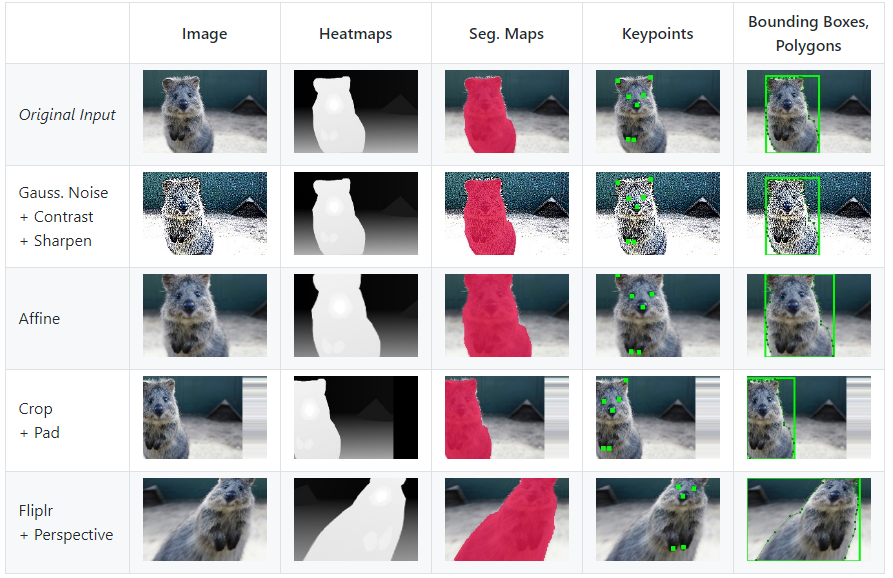 Image
Heatmaps
Seg. Maps
Keypoints
Bounding Boxes,
Polygons
Original Input
Gauss. Noise
+ Contrast
+ Sharpen
Affine
Crop
+ Pad
Fliplr
+ Perspective